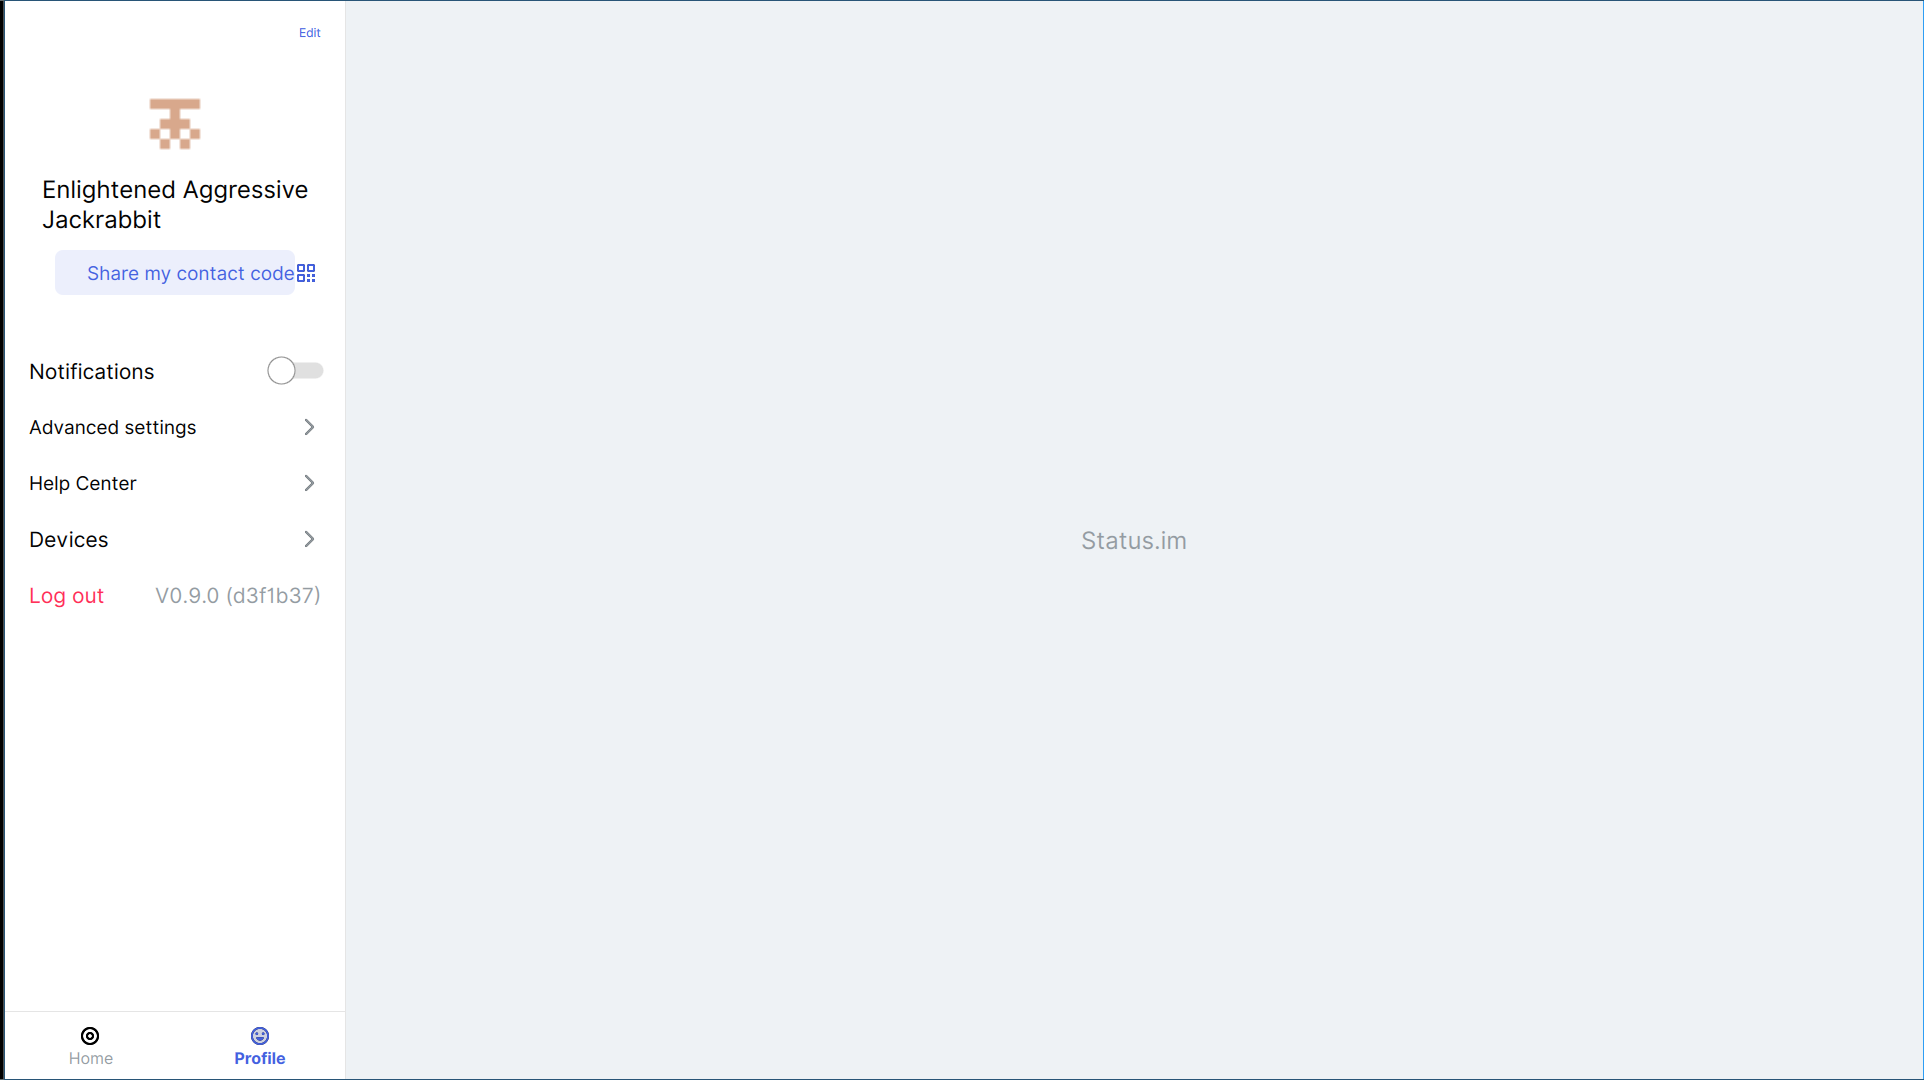 Edit
Enlightened Aggressive
Jackrabbit
Share my contact code
Notifications
Advanced settings
Help Center
Devices
Log out V0.9.0 (d3f1b37)
Status.im
Home Profile